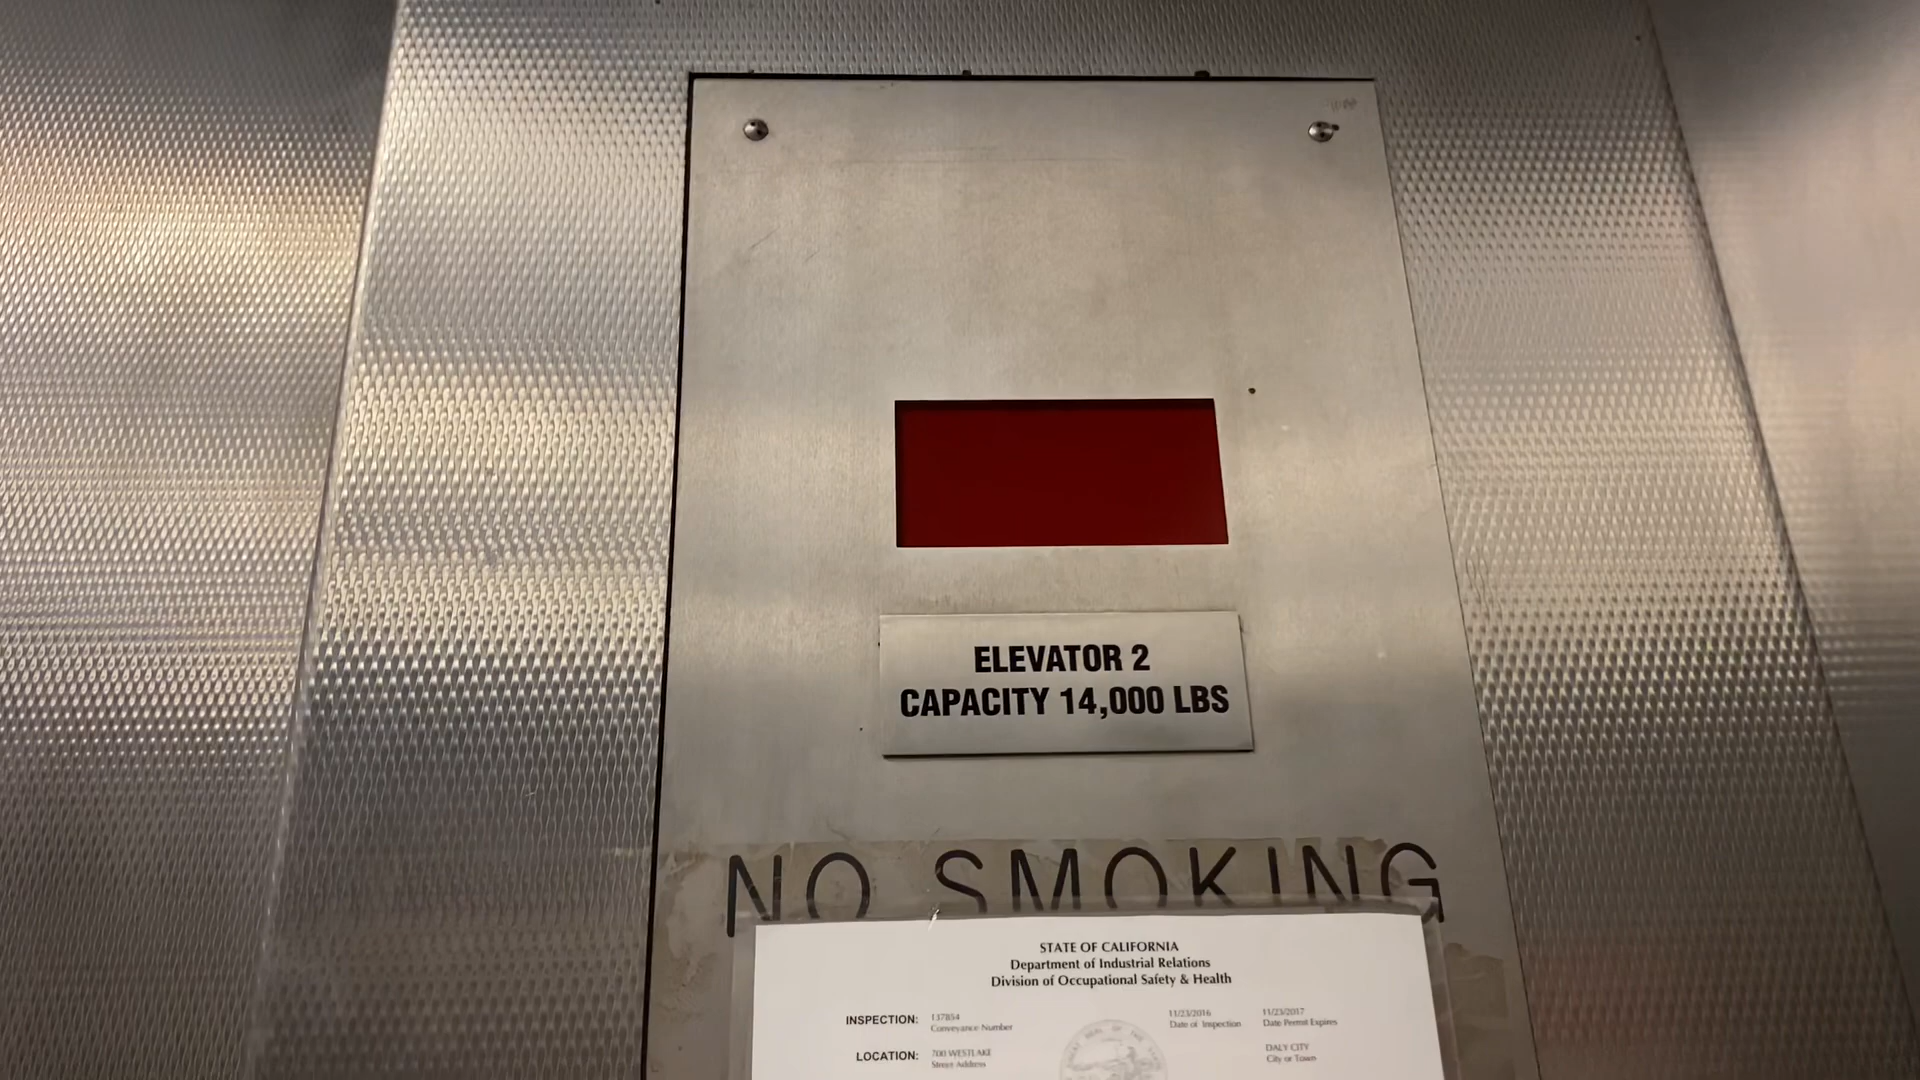 ELEVATOR 2
CAPACITY 14,000 LBS
NO SMOKING
STATE OF CALIFORNIA
Department of Industrial Relations
Division of Occupational Safety & Health
INSPECTION: 137854 11/23/2016 11/23/2017
Conveyance Number Date of Inspection Date Permit Expires
LOCATION: 700 WESTLAKE DALY CITY
Street Address City or Town